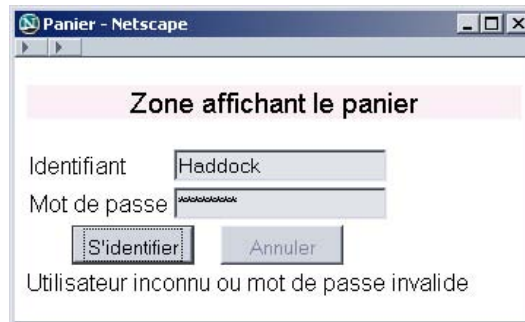 Panier - Netscape
Zone affichant le panier
Identifiant Haddock
Mot de passe *********
S'identifier Annuler
Utilisateur inconnu ou mot de passe invalide